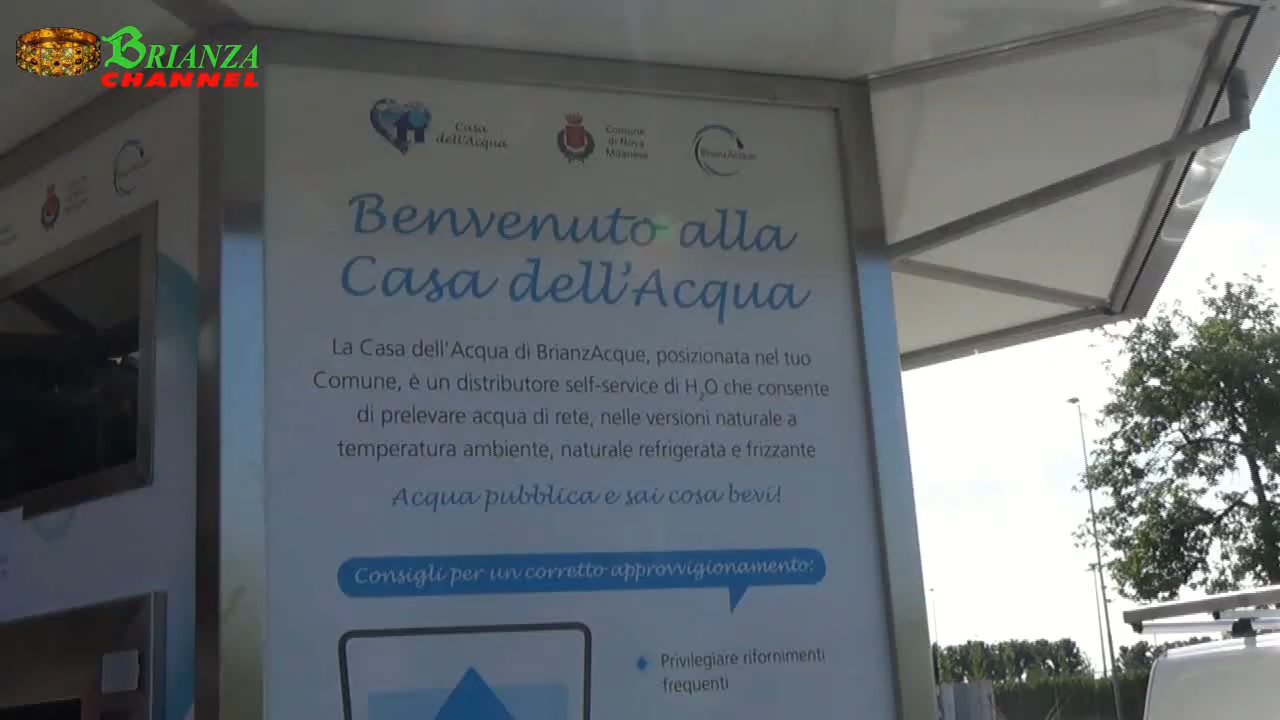 BRIANZA
CHANNEL
Casa
dell'Acqua
Comune
di Nova
Milanese
BrianzAcque
Benvenuto alla
Casa dell'Acqua
La Casa dell'Acqua di BrianzAcque, posizionata nel tuo
Comune, è un distributore self-service di H₂O che consente
di prelevare acqua di rete, nelle versioni naturale a
temperatura ambiente, naturale refrigerata e frizzante
Acqua pubblica e sai cosa bevi!
Consigli per un corretto approvvigionamento:
Privilegiare rifornimenti
frequenti